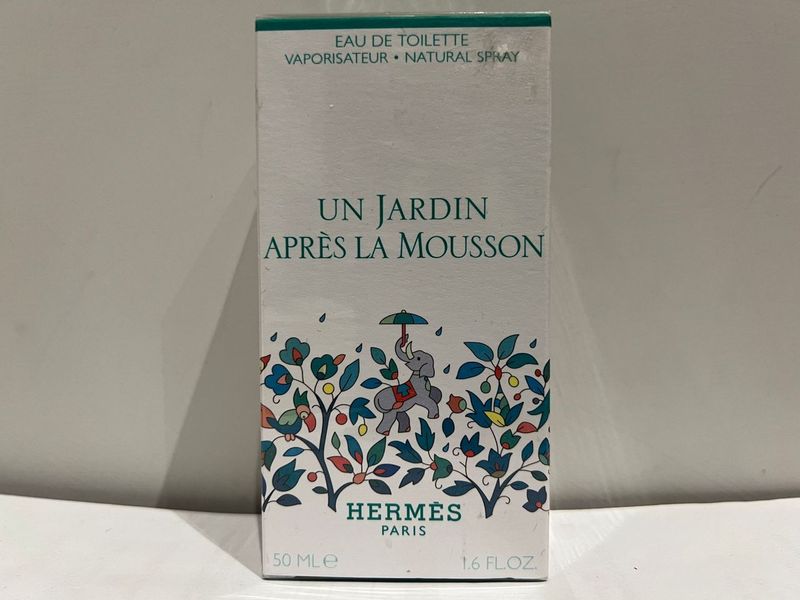 EAU DE TOILETTE
VAPORISATEUR • NATURAL SPRAY
UN JARDIN
APRÈS LA MOUSSON
HERMÈS
PARIS
50 ML ℮ 1.6 FL.OZ.